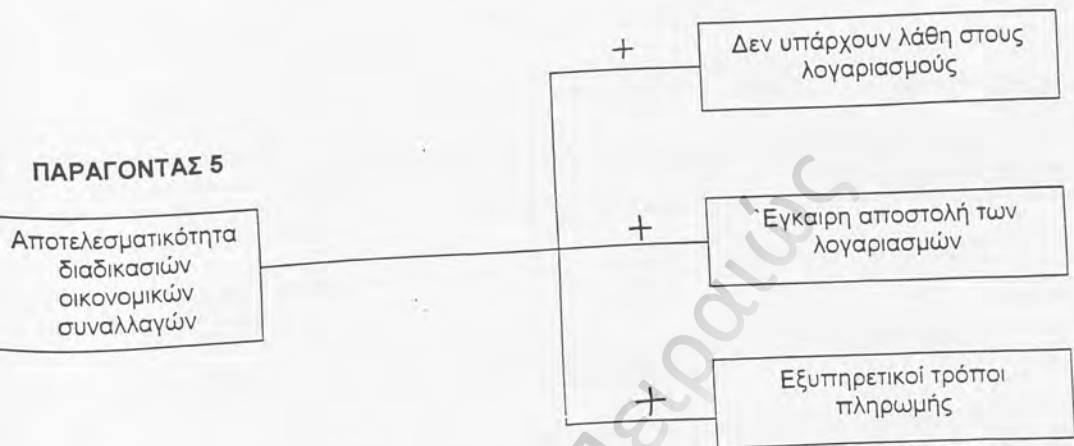 ΠΑΡΑΓΟΝΤΑΣ 5
Αποτελεσματικότητα
διαδικασιών
οικονομικών
συναλλαγών
+
Δεν υπάρχουν λάθη στους
λογαριασμούς
+
Έγκαιρη αποστολή των
λογαριασμών
+
Εξυπηρετικοί τρόποι
πληρωμής